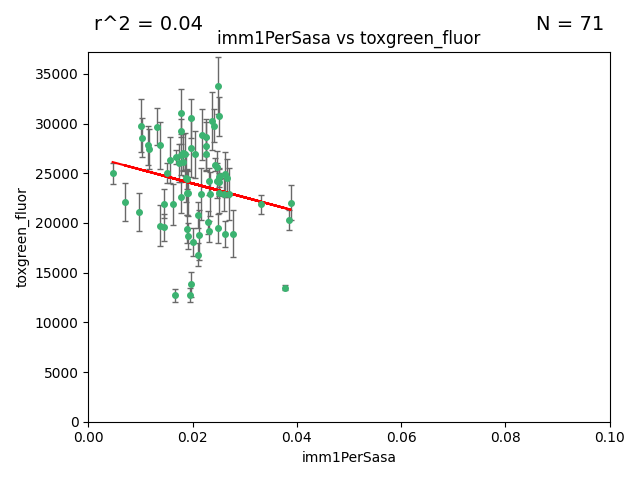 r^2 = 0.04
N = 71
imm1PerSasa vs toxgreen_fluor
35000
30000
25000
20000
15000
10000
5000
0
toxgreen_fluor
0.00
0.02
0.04
0.06
0.08
0.10
imm1PerSasa